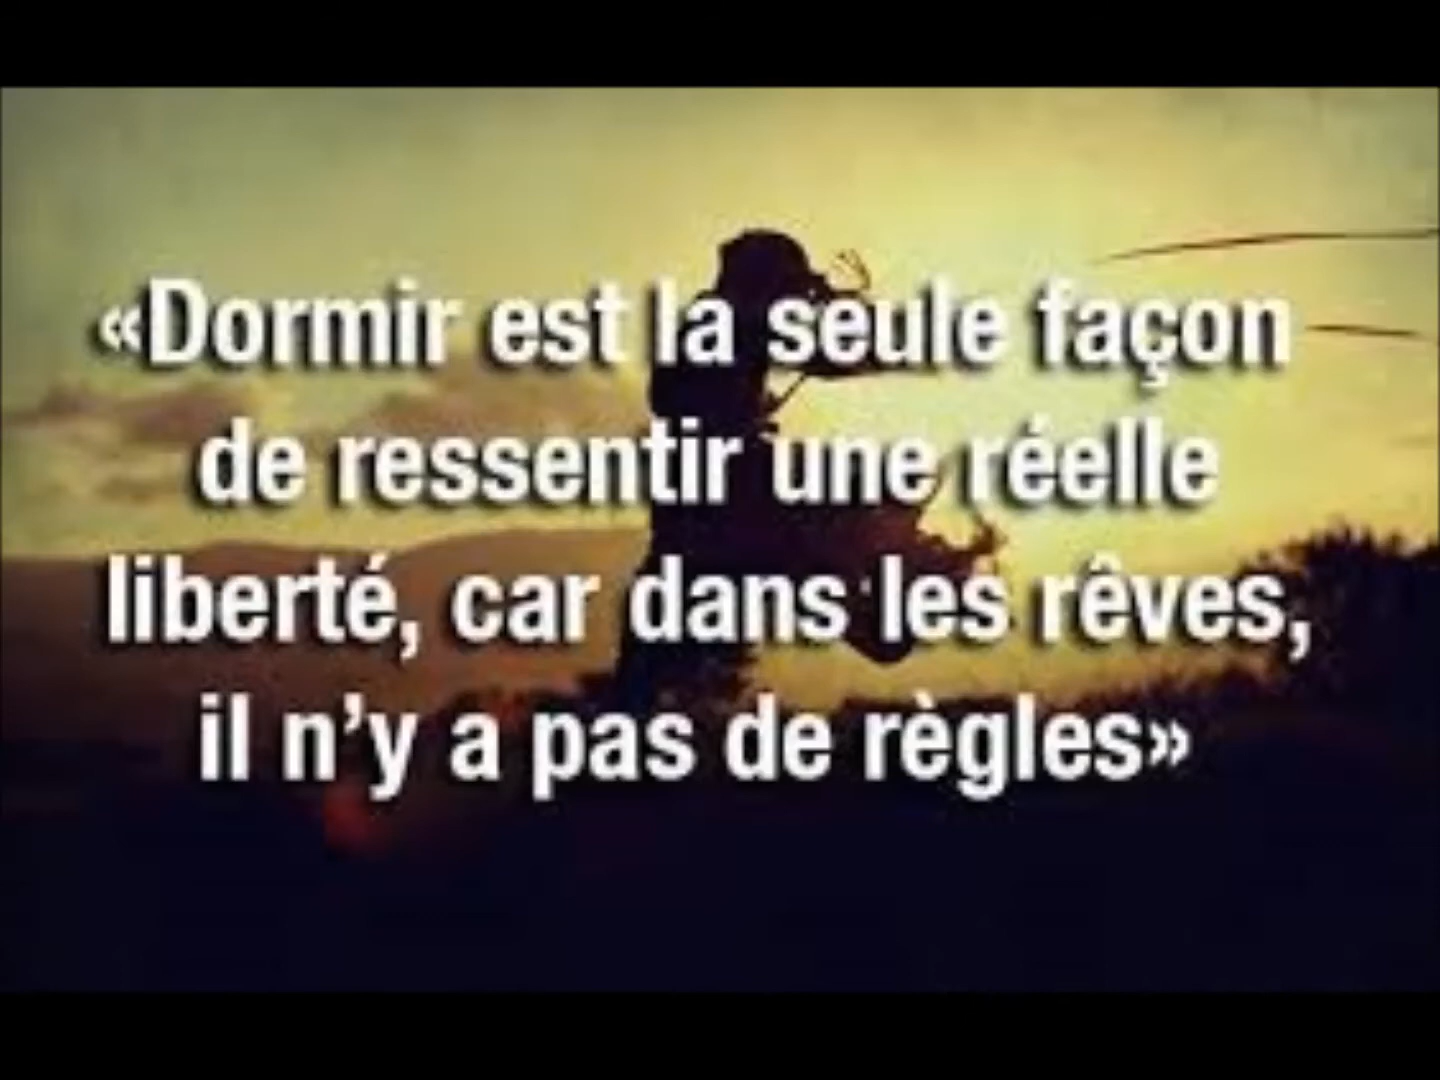 «Dormir est la seule façon
de ressentir une réelle
liberté, car dans les rêves,
il n’y a pas de règles»